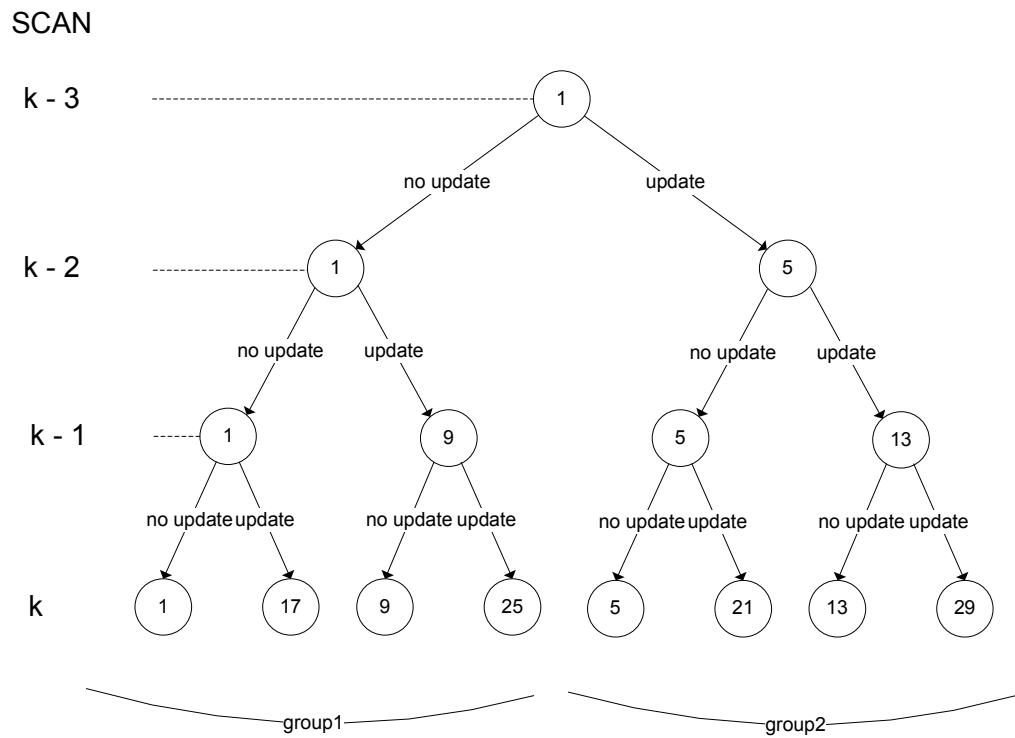 SCAN
k - 3
1
no update
update
k - 2
1
5
no update
update
no update
update
k - 1
1
9
5
13
no update update
no update update
no update update
no update update
k
1
17
9
25
5
21
13
29
group1
group2